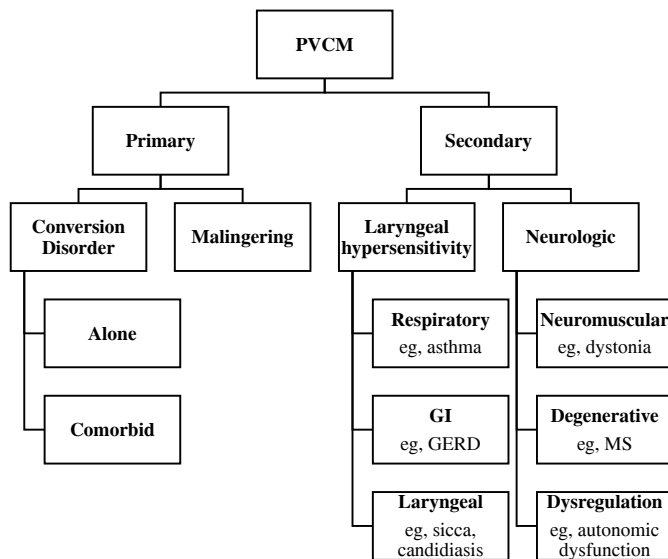 PVCM
Primary
Secondary
Conversion
Disorder
Malingering
Laryngeal
hypersensitivity
Neurologic
Alone
Comorbid
Respiratory
eg, asthma
GI
eg, GERD
Laryngeal
eg, sicca,
candidiasis
Neuromuscular
eg, dystonia
Degenerative
eg, MS
Dysregulation
eg, autonomic
dysfunction